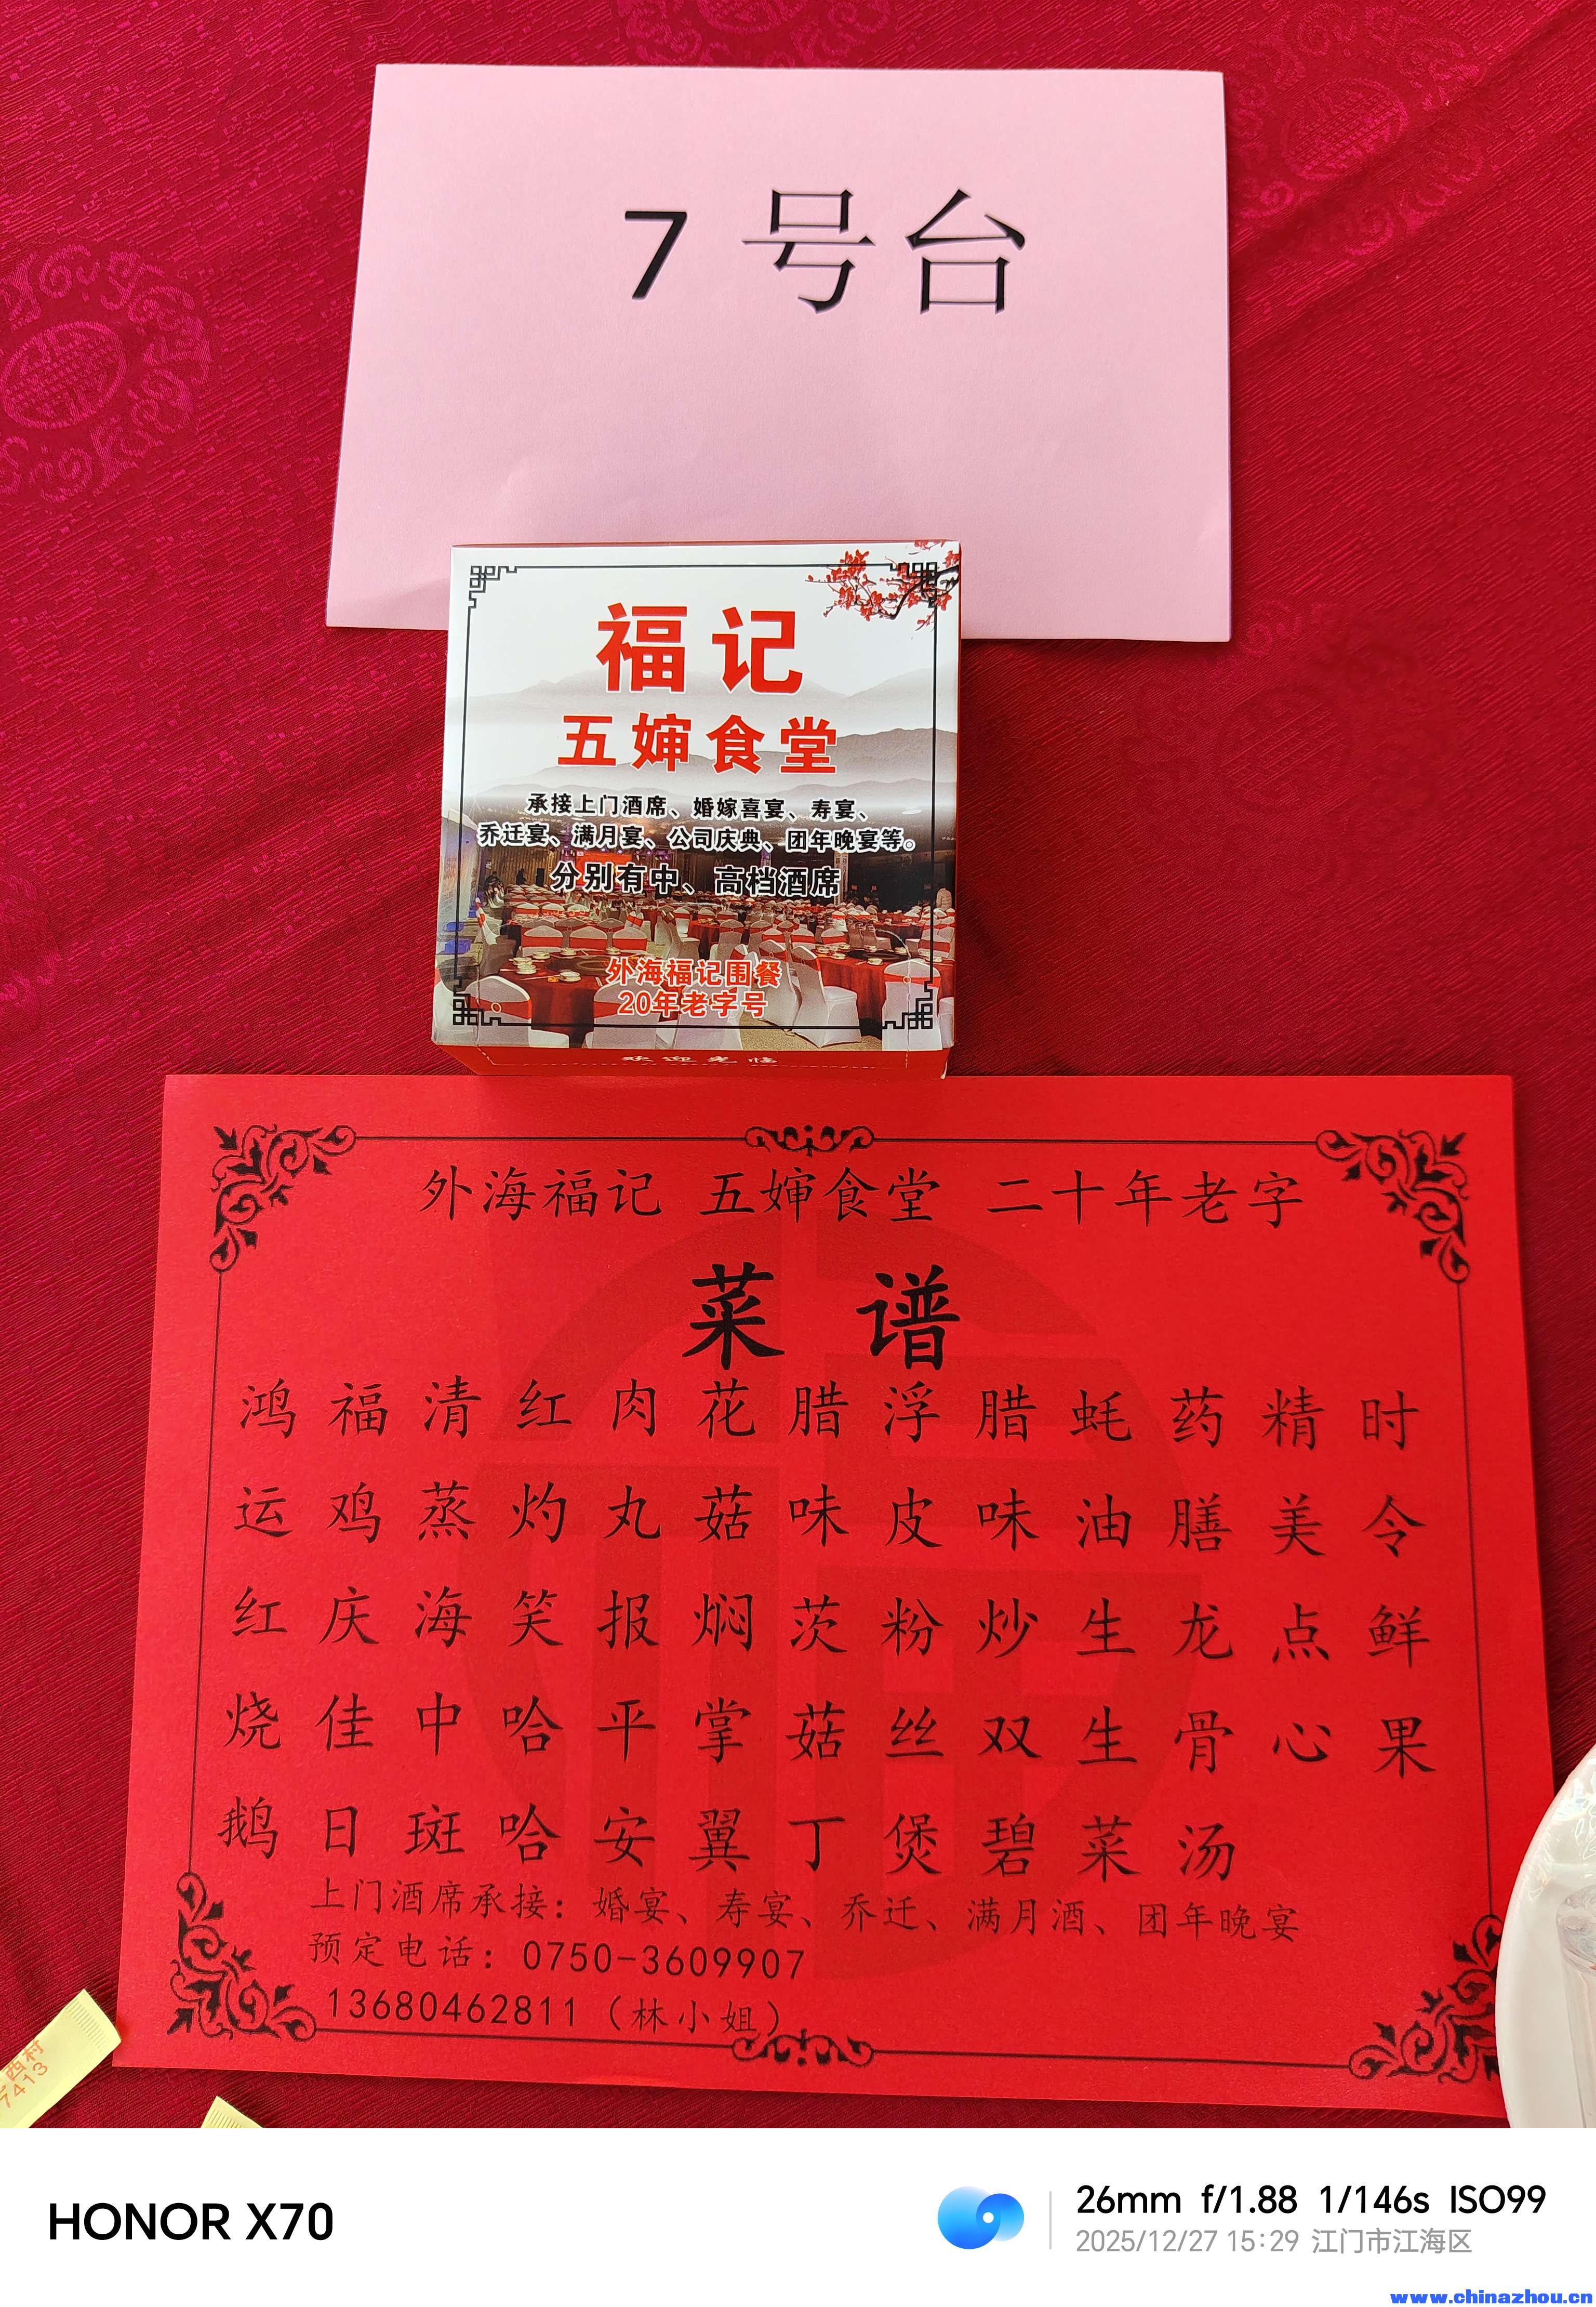 7 号台
福记
五婶食堂
承接上门酒席、婚嫁喜宴、寿宴、
乔迁宴、满月宴、公司庆典、团年晚宴等。
分别有中、高档酒席
外海福记围餐
20年老字号
欢迎光临
外海福记 五婶食堂 二十年老字
菜 谱
鸿运红烧鹅
福鸡庆佳日
清蒸海中斑
红灼笑哈哈
肉丸报平安
花菇焖掌翼
腊味茨菇丁
浮皮粉丝煲
腊味炒双碧
蚝油生生菜
药膳龙骨汤
精美点心
时令鲜果
上门酒席承接：婚宴、寿宴、乔迁、满月酒、团年晚宴
预定电话：0750-3609907
13680462811（林小姐）
西村
7413
HONOR X70
26mm f/1.88 1/146s ISO99
2025/12/27 15:29 江门市江海区
www.chinazhou.cn